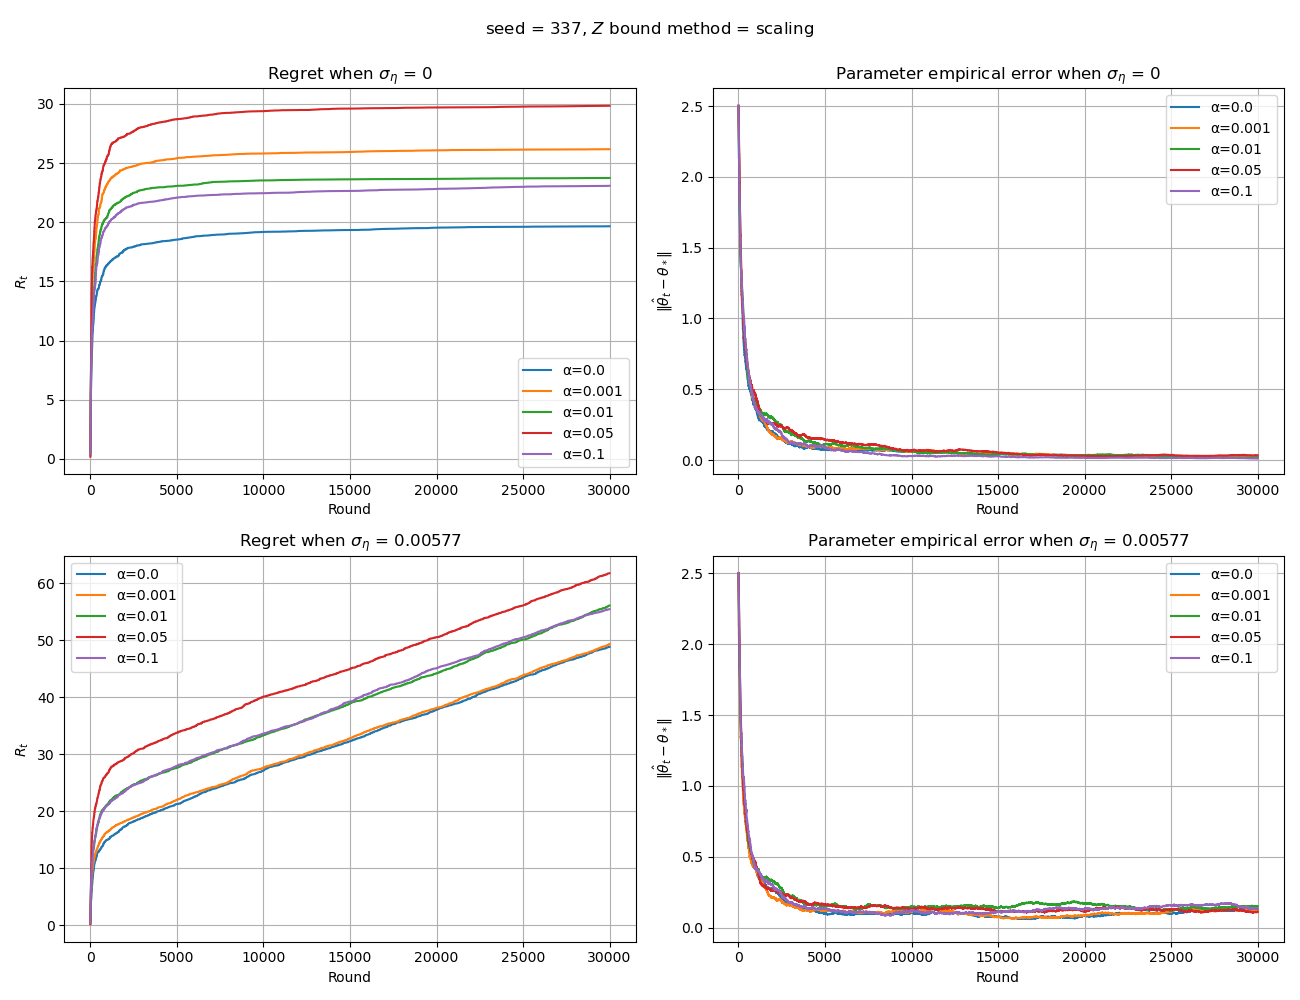 seed = 337, Z bound method = scaling
Regret when σ_η = 0
30
25
20
15
10
5
0
R_t
0 5000 10000 15000 20000 25000 30000
Round
α=0.0
α=0.001
α=0.01
α=0.05
α=0.1
Parameter empirical error when σ_η = 0
2.5
2.0
1.5
1.0
0.5
0.0
‖θ̂_t − θ_*‖
0 5000 10000 15000 20000 25000 30000
Round
α=0.0
α=0.001
α=0.01
α=0.05
α=0.1
Regret when σ_η = 0.00577
60
50
40
30
20
10
0
R_t
0 5000 10000 15000 20000 25000 30000
Round
α=0.0
α=0.001
α=0.01
α=0.05
α=0.1
Parameter empirical error when σ_η = 0.00577
2.5
2.0
1.5
1.0
0.5
0.0
‖θ̂_t − θ_*‖
0 5000 10000 15000 20000 25000 30000
Round
α=0.0
α=0.001
α=0.01
α=0.05
α=0.1